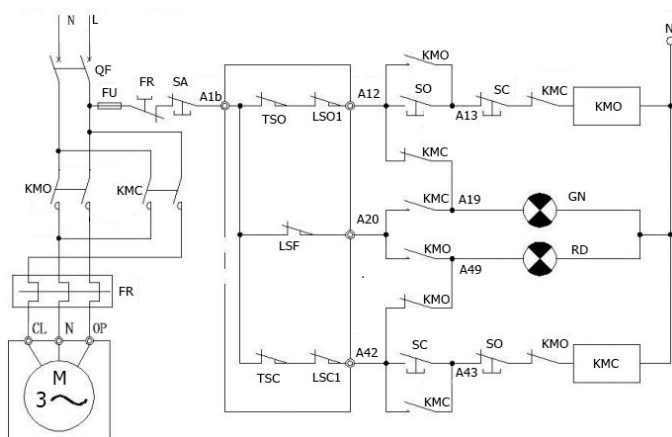 N L
QF
FU FR SA A1b
TSO LSO1 A12
KMO
SO
A13
SC KMC KMO
N
KMC
KMO KMC
LSF A20
KMC A19 GN
KMO A49 RD
KMO
FR
CL N OP
M
3
TSC LSC1 A42
SC A43 SO KMO KMC
KMC